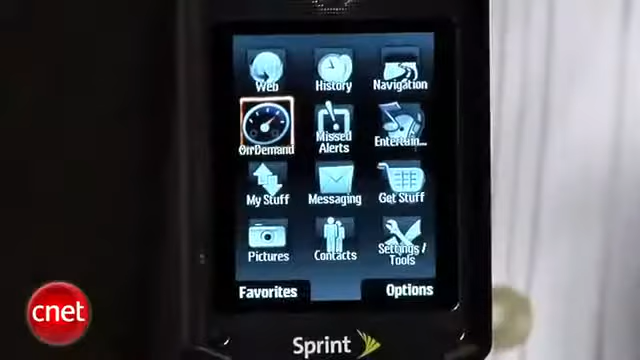 Web
History
Navigation
OnDemand
Missed
Alerts
Entertain...
My Stuff
Messaging
Get Stuff
Pictures
Contacts
Settings /
Tools
Favorites
Options
Sprint
cnet